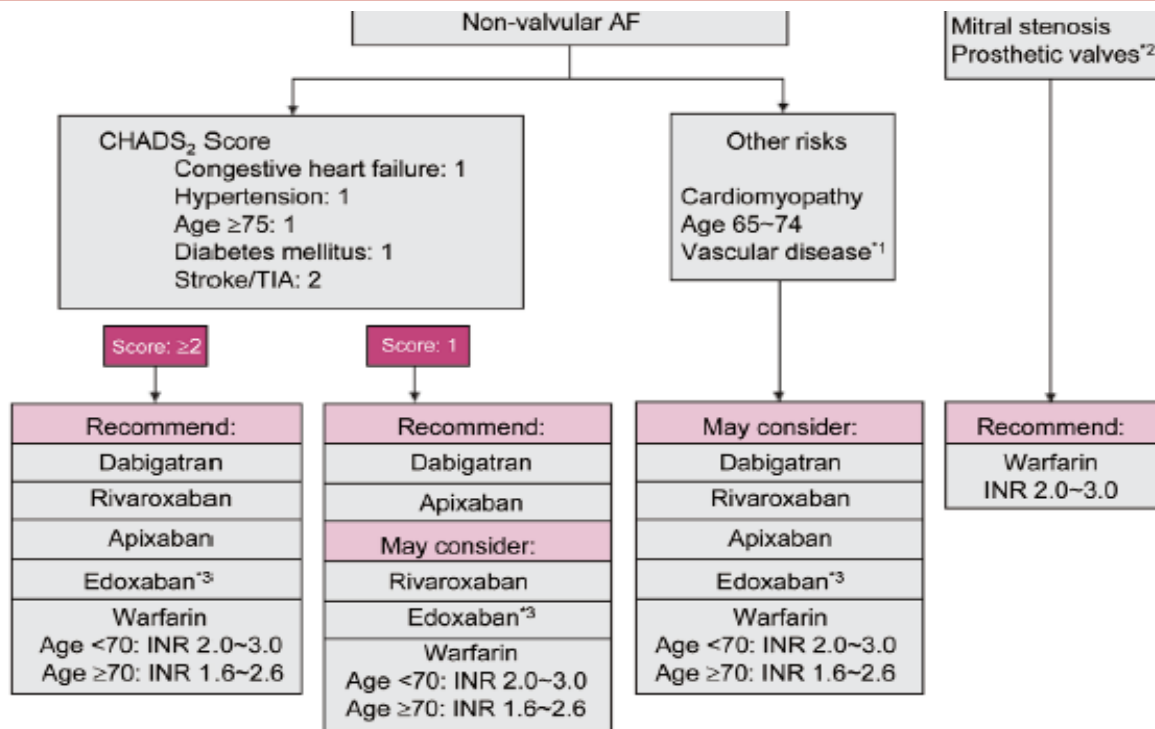 Non-valvular AF
Mitral stenosis
Prosthetic valves*2
CHADS2 Score
Congestive heart failure: 1
Hypertension: 1
Age ≥75: 1
Diabetes mellitus: 1
Stroke/TIA: 2
Other risks
Cardiomyopathy
Age 65~74
Vascular disease*1
Score: ≥2
Score: 1
Recommend:
Dabigatran
Rivaroxaban
Apixaban
Edoxaban*3
Warfarin
Age <70: INR 2.0~3.0
Age ≥70: INR 1.6~2.6
Recommend:
Dabigatran
Apixaban
May consider:
Rivaroxaban
Edoxaban*3
Warfarin
Age <70: INR 2.0~3.0
Age ≥70: INR 1.6~2.6
May consider:
Dabigatran
Rivaroxaban
Apixaban
Edoxaban*3
Warfarin
Age <70: INR 2.0~3.0
Age ≥70: INR 1.6~2.6
Recommend:
Warfarin
INR 2.0~3.0